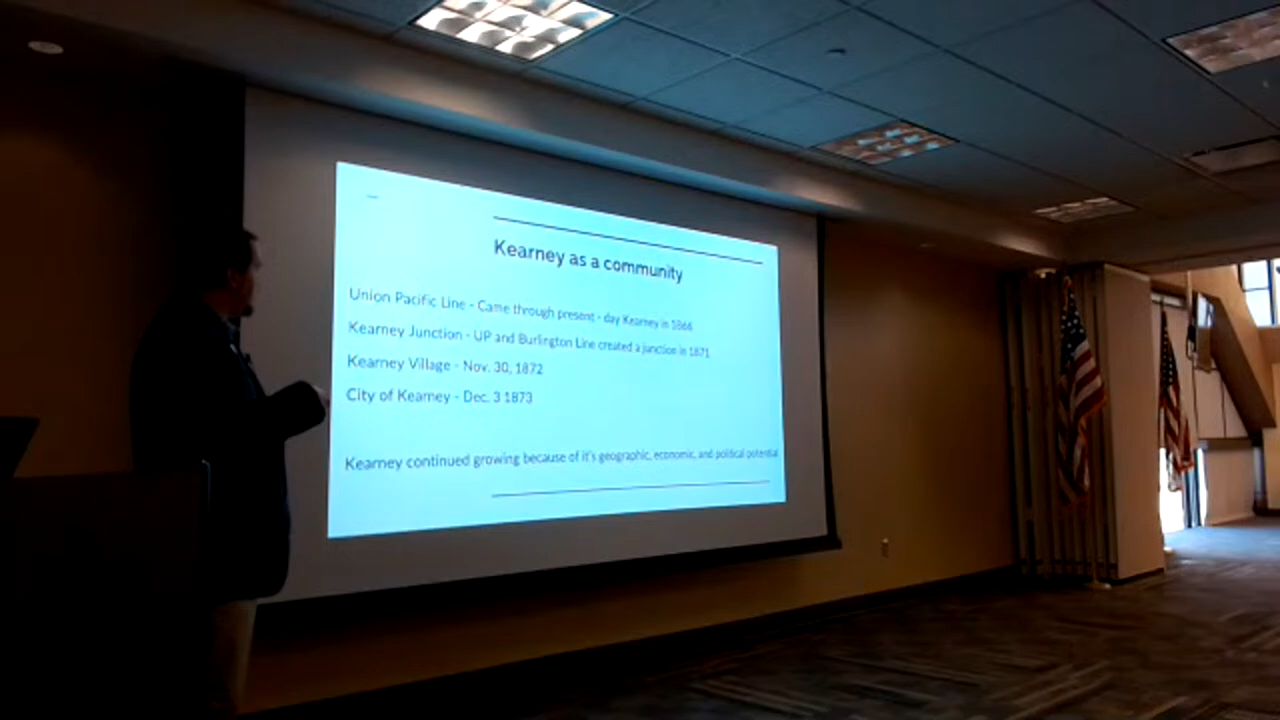 Kearney as a community
Union Pacific Line - Came through present - day Kearney in 1866
Kearney Junction - UP and Burlington Line created a junction in 1871
Kearney Village - Nov. 30, 1872
City of Kearney - Dec. 3 1873
Kearney continued growing because of it's geographic, economic, and political potential